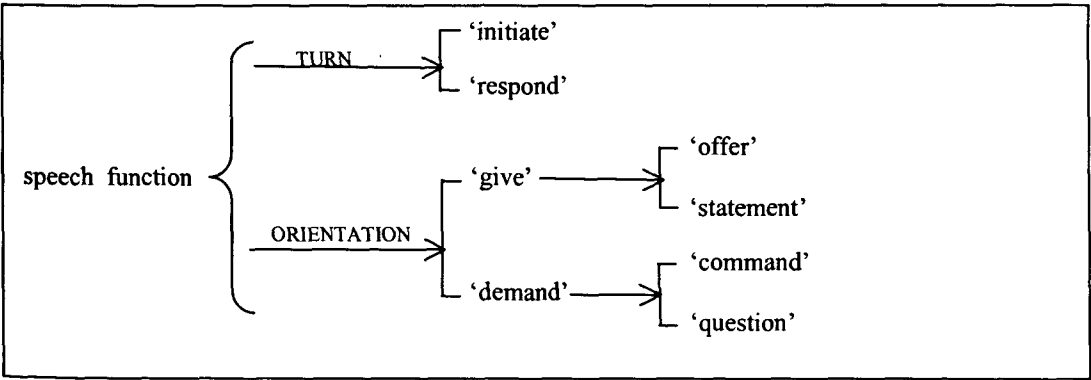 ‘initiate’
TURN
‘respond’
‘offer’
speech function
‘give’
‘statement’
ORIENTATION
‘command’
‘demand’
‘question’